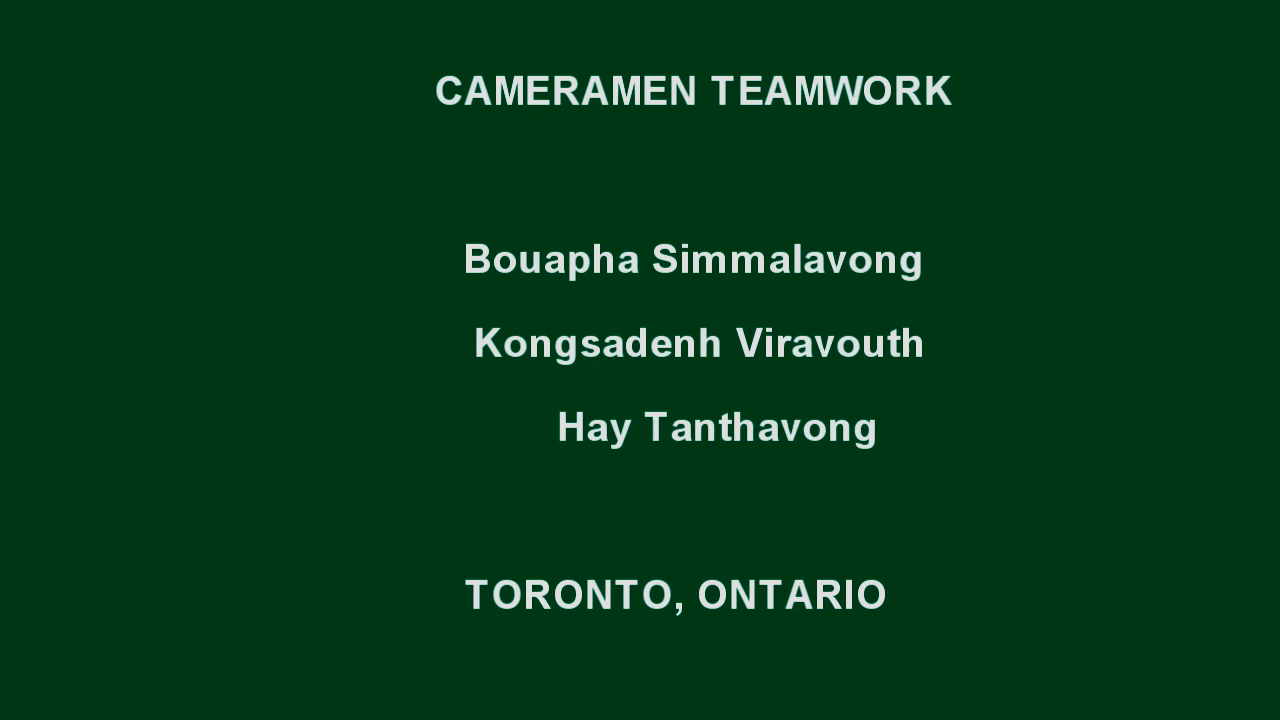 CAMERAMEN TEAMWORK
Bouapha Simmalavong
Kongsadenh Viravouth
Hay Tanthavong
TORONTO, ONTARIO